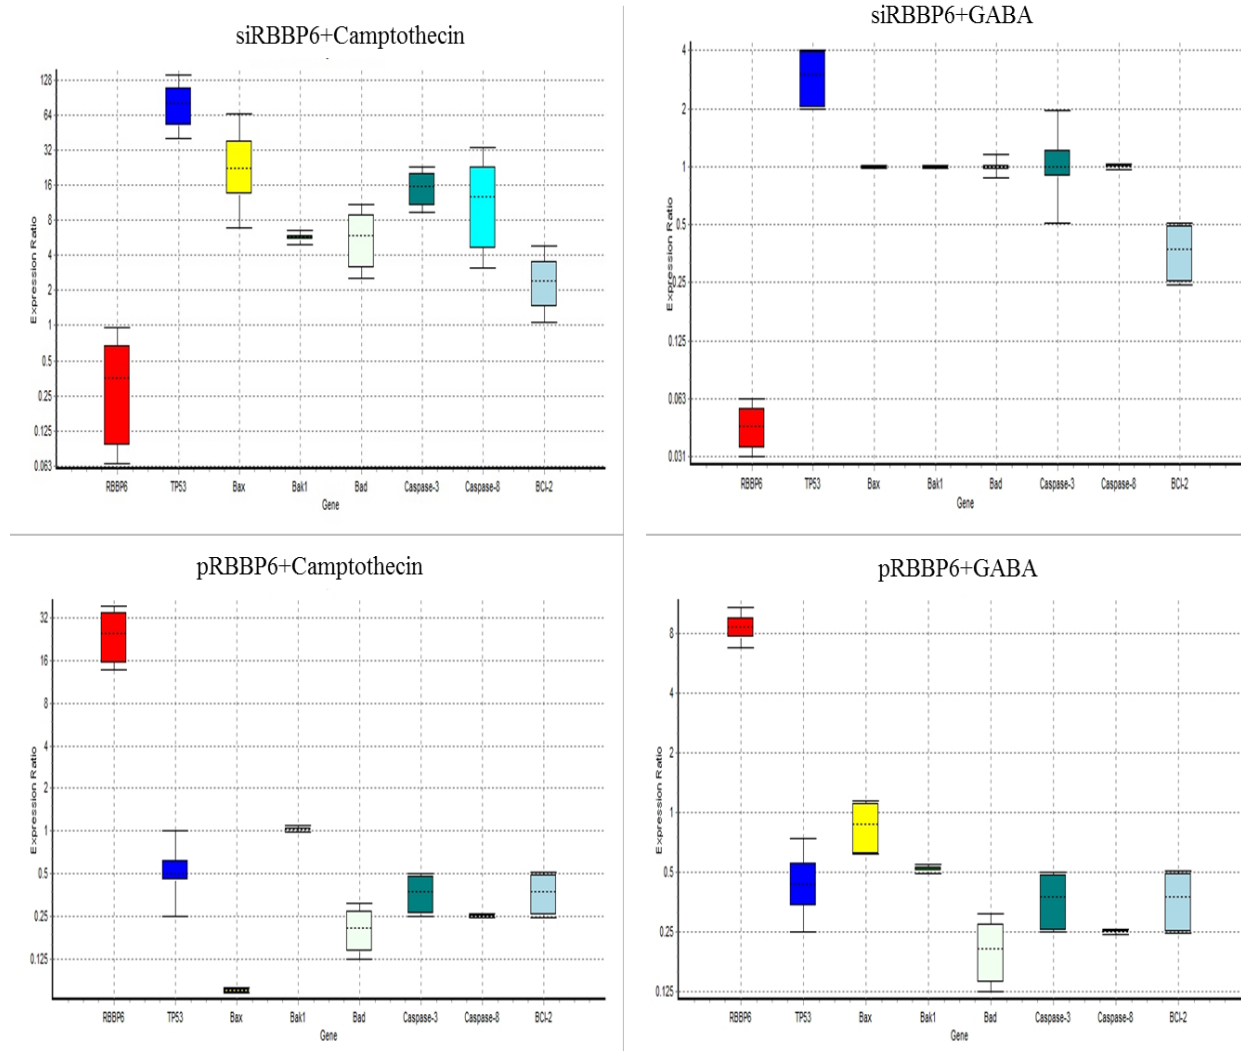 siRBBP6+Camptothecin
128
64
32
16
8
4
2
1
0.5
0.25
0.125
0.063
Expression Ratio
RBBP6 TP53 Bax Bak1 Bad Caspase-3 Caspase-8 BCl-2
Gene
siRBBP6+GABA
4
2
1
0.5
0.25
0.125
0.063
0.031
Expression Ratio
RBBP6 TP53 Bax Bak1 Bad Caspase-3 Caspase-8 BCl-2
Gene
pRBBP6+Camptothecin
32
16
8
4
2
1
0.5
0.25
0.125
Expression Ratio
RBBP6 TP53 Bax Bak1 Bad Caspase-3 Caspase-8 BCl-2
Gene
pRBBP6+GABA
8
4
2
1
0.5
0.25
0.125
Expression Ratio
RBBP6 TP53 Bax Bak1 Bad Caspase-3 Caspase-8 BCl-2
Gene